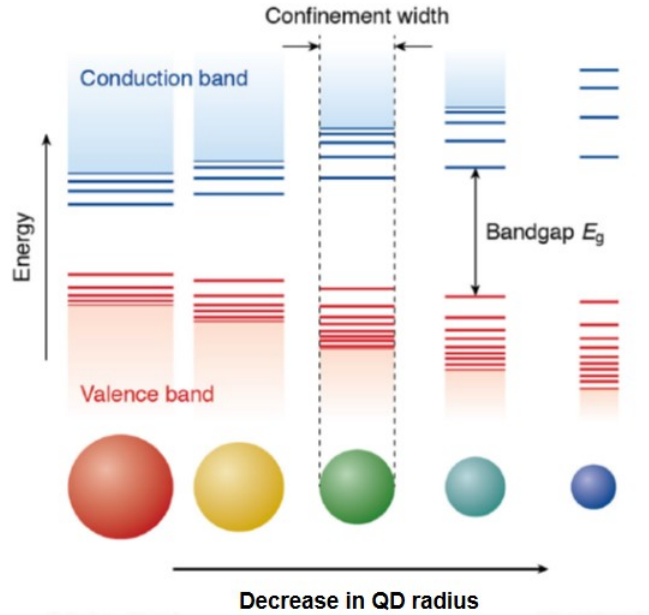 Confinement width
Conduction band
Energy
Bandgap Eg
Valence band
Decrease in QD radius